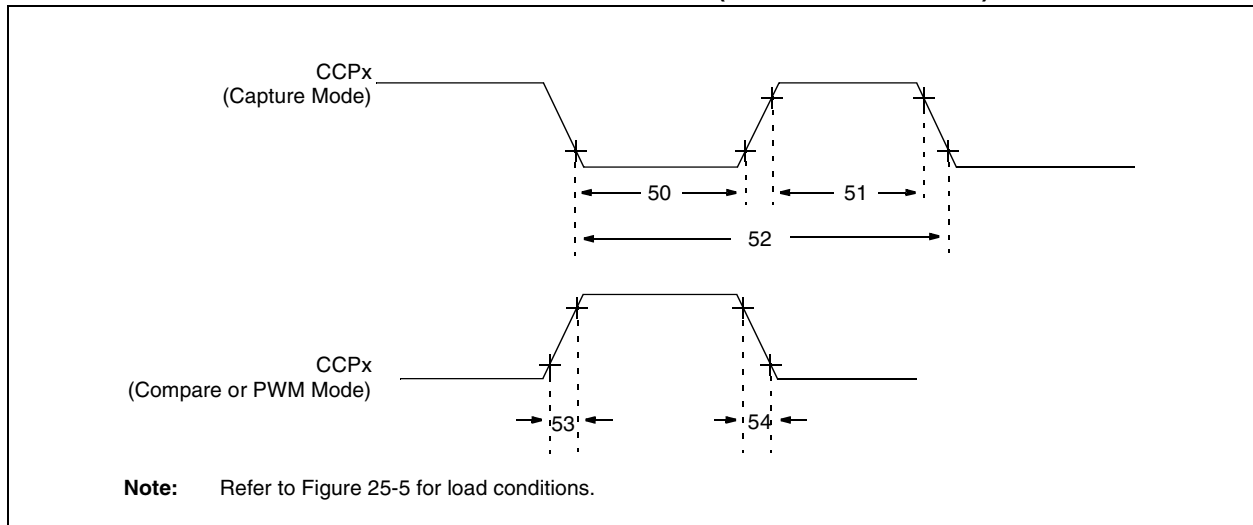 CCPx
(Capture Mode)
50
51
52
CCPx
(Compare or PWM Mode)
53
54
Note: Refer to Figure 25-5 for load conditions.